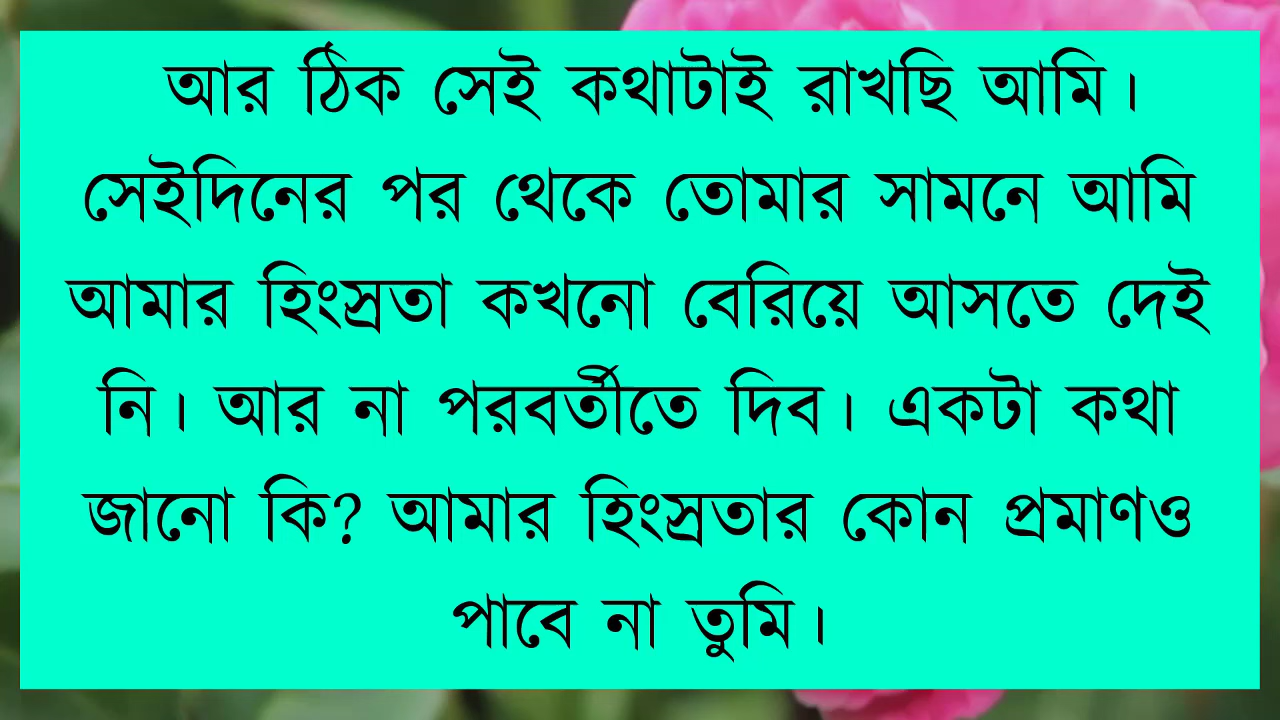 আর ঠিক সেই কথাটাই রাখছি আমি।
সেইদিনের পর থেকে তোমার সামনে আমি
আমার হিংস্রতা কখনো বেরিয়ে আসতে দেই
নি। আর না পরবর্তীতে দিব। একটা কথা
জানো কি? আমার হিংস্রতার কোন প্রমাণও
পাবে না তুমি।